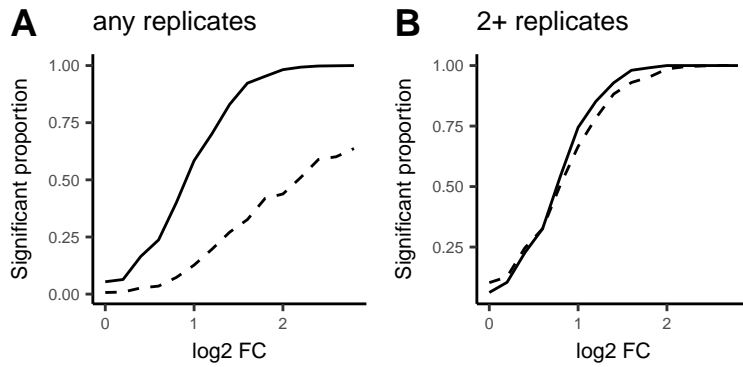 A any replicates
1.00
0.75
0.50
0.25
0.00
Significant proportion
0 1 2
log2 FC
B 2+ replicates
1.00
0.75
0.50
0.25
Significant proportion
0 1 2
log2 FC